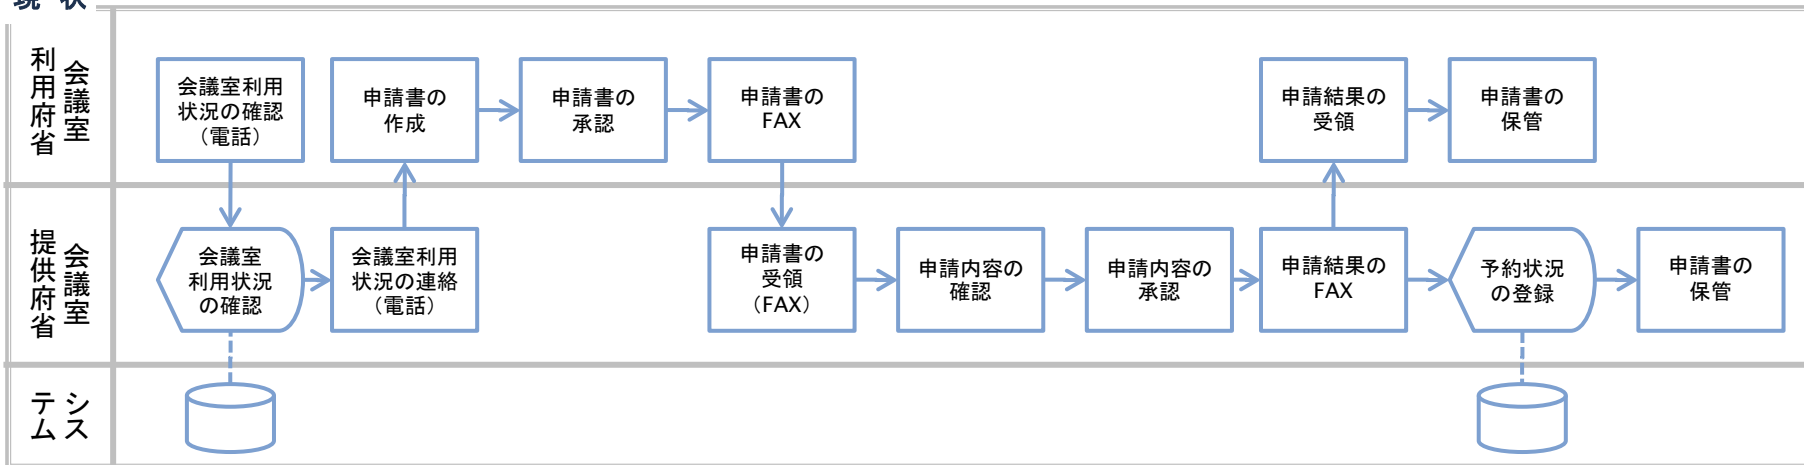 現 状
会議室
利用府省
会議室利用
状況の確認
（電話）
申請書の
作成
申請書の
承認
申請書の
FAX
申請結果の
受領
申請書の
保管
会議室
提供府省
会議室
利用状況
の確認
会議室利用
状況の連絡
（電話）
申請書の
受領
（FAX）
申請内容の
確認
申請内容の
承認
申請結果の
FAX
予約状況
の登録
申請書の
保管
シス
テム